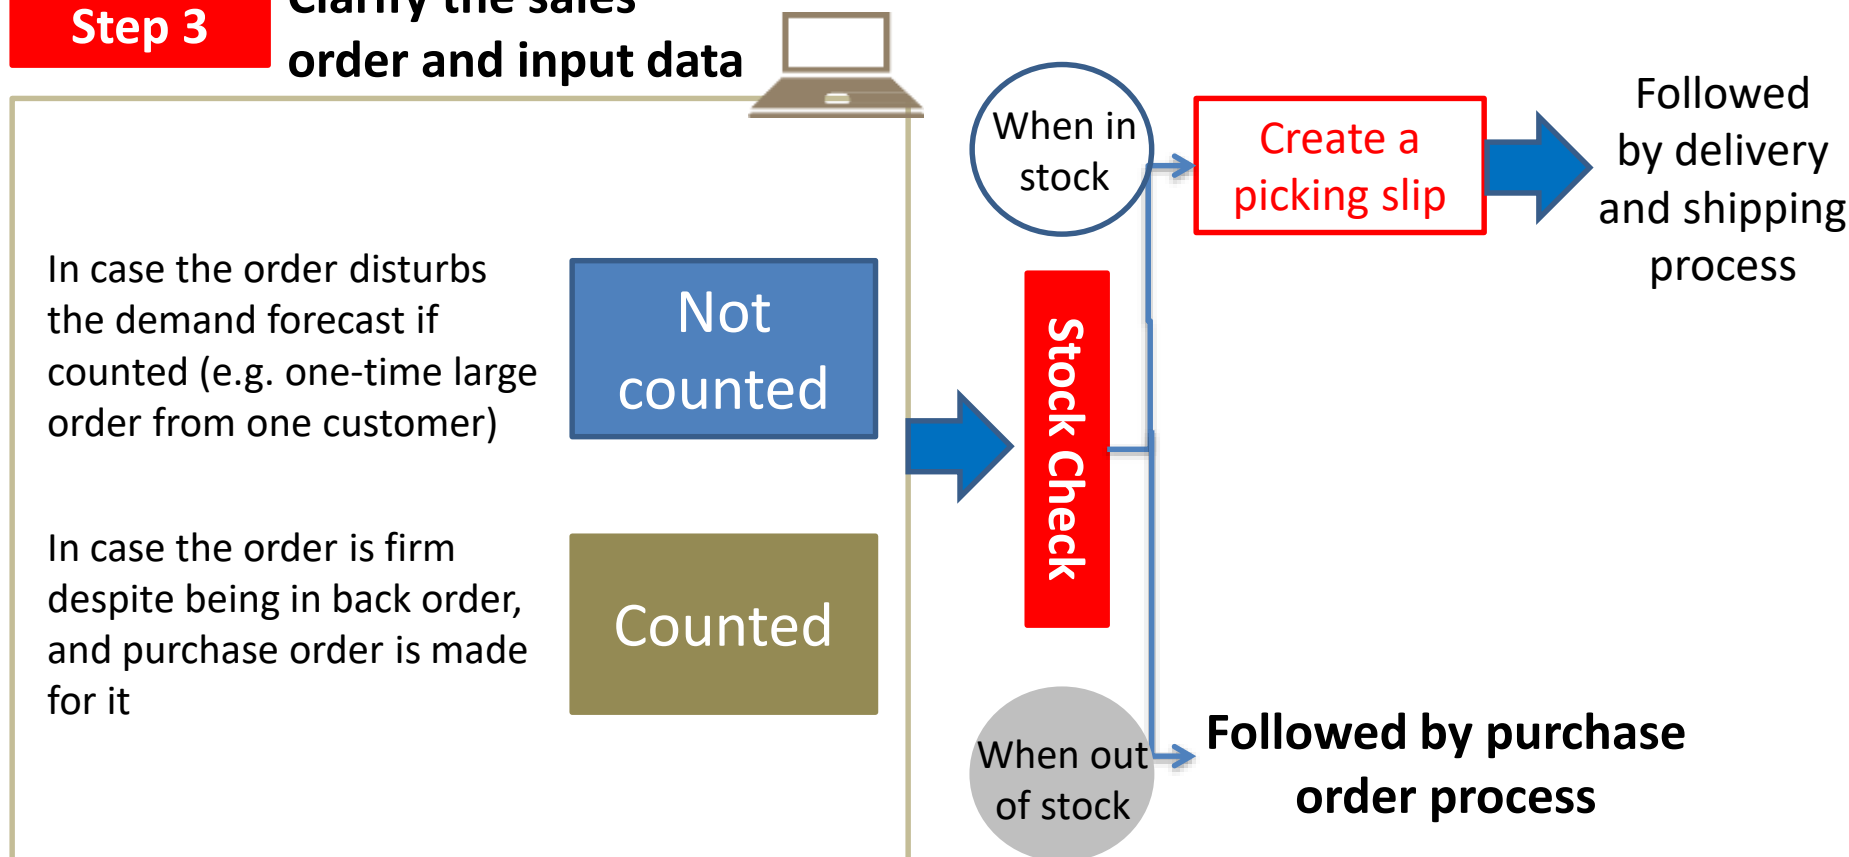 Step 3
Clarify the sales
order and input data
In case the order disturbs
the demand forecast if
counted (e.g. one-time large
order from one customer)
Not
counted
In case the order is firm
despite being in back order,
and purchase order is made
for it
Counted
Stock Check
When in
stock
Create a
picking slip
Followed
by delivery
and shipping
process
When out
of stock
Followed by purchase
order process